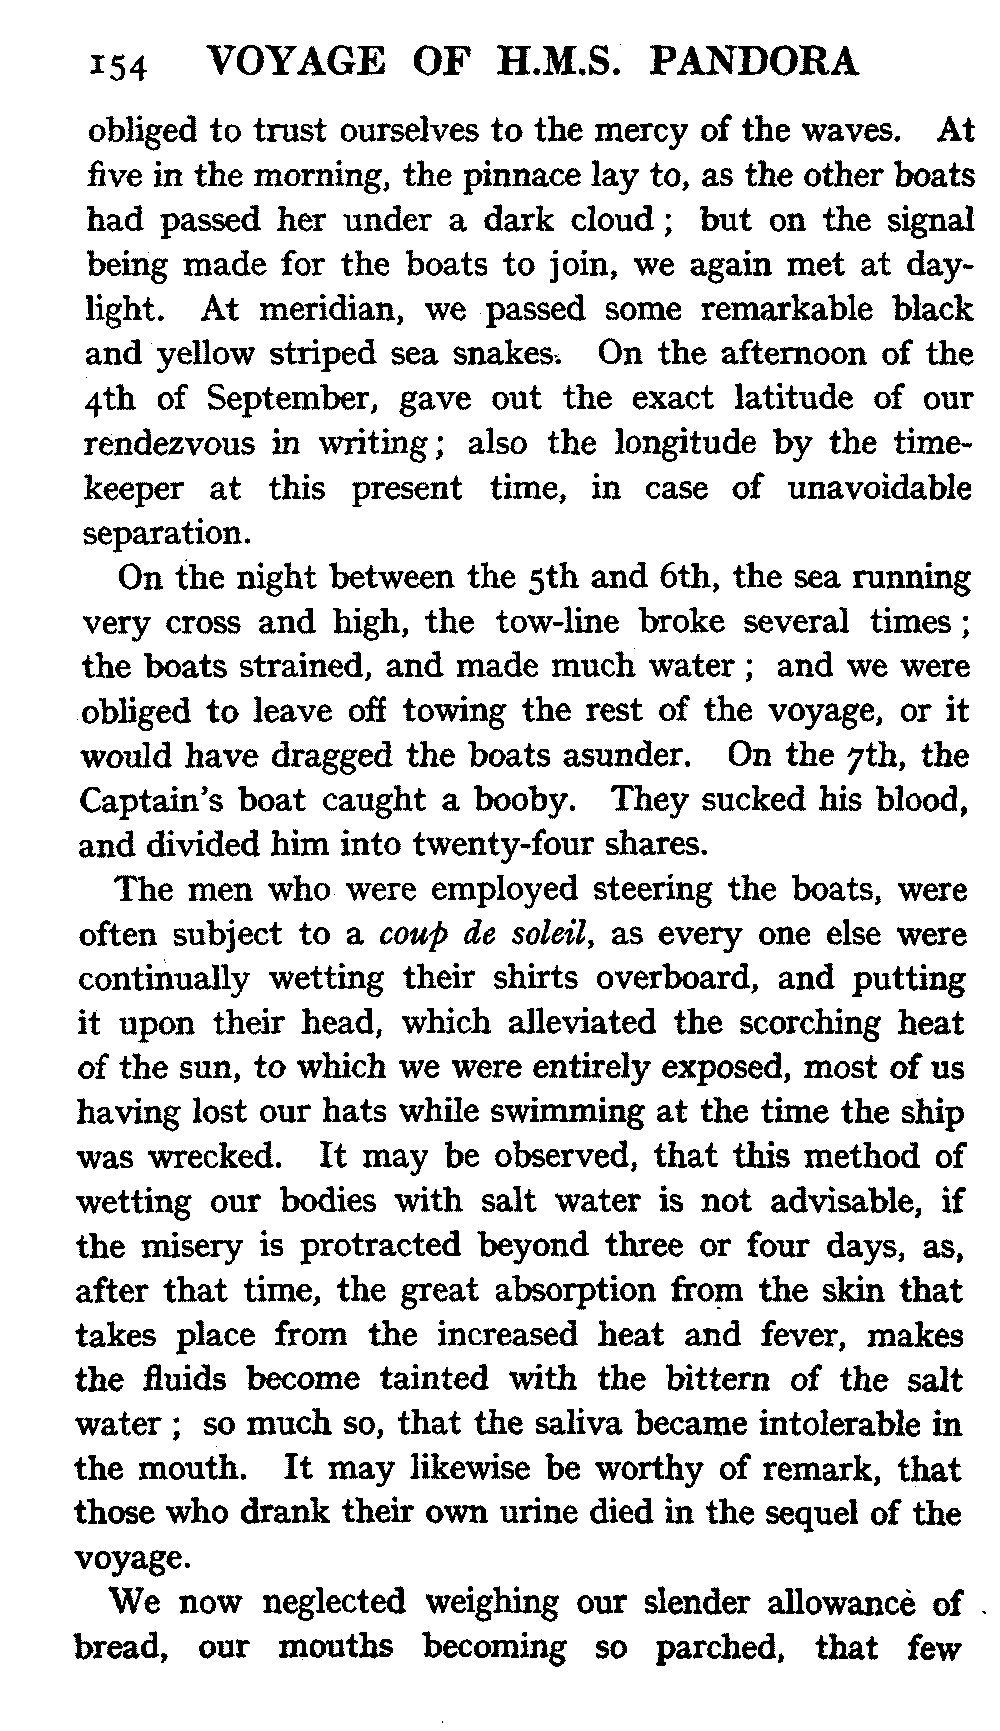 154 VOYAGE OF H.M.S. PANDORA
obliged to trust ourselves to the mercy of the waves. At
five in the morning, the pinnace lay to, as the other boats
had passed her under a dark cloud ; but on the signal
being made for the boats to join, we again met at day-
light. At meridian, we passed some remarkable black
and yellow striped sea snakes. On the afternoon of the
4th of September, gave out the exact latitude of our
rendezvous in writing ; also the longitude by the time-
keeper at this present time, in case of unavoidable
separation.
On the night between the 5th and 6th, the sea running
very cross and high, the tow-line broke several times ;
the boats strained, and made much water ; and we were
obliged to leave off towing the rest of the voyage, or it
would have dragged the boats asunder. On the 7th, the
Captain's boat caught a booby. They sucked his blood,
and divided him into twenty-four shares.
The men who were employed steering the boats, were
often subject to a coup de soleil, as every one else were
continually wetting their shirts overboard, and putting
it upon their head, which alleviated the scorching heat
of the sun, to which we were entirely exposed, most of us
having lost our hats while swimming at the time the ship
was wrecked. It may be observed, that this method of
wetting our bodies with salt water is not advisable, if
the misery is protracted beyond three or four days, as,
after that time, the great absorption from the skin that
takes place from the increased heat and fever, makes
the fluids become tainted with the bittern of the salt
water ; so much so, that the saliva became intolerable in
the mouth. It may likewise be worthy of remark, that
those who drank their own urine died in the sequel of the
voyage.
We now neglected weighing our slender allowance of
bread, our mouths becoming so parched, that few